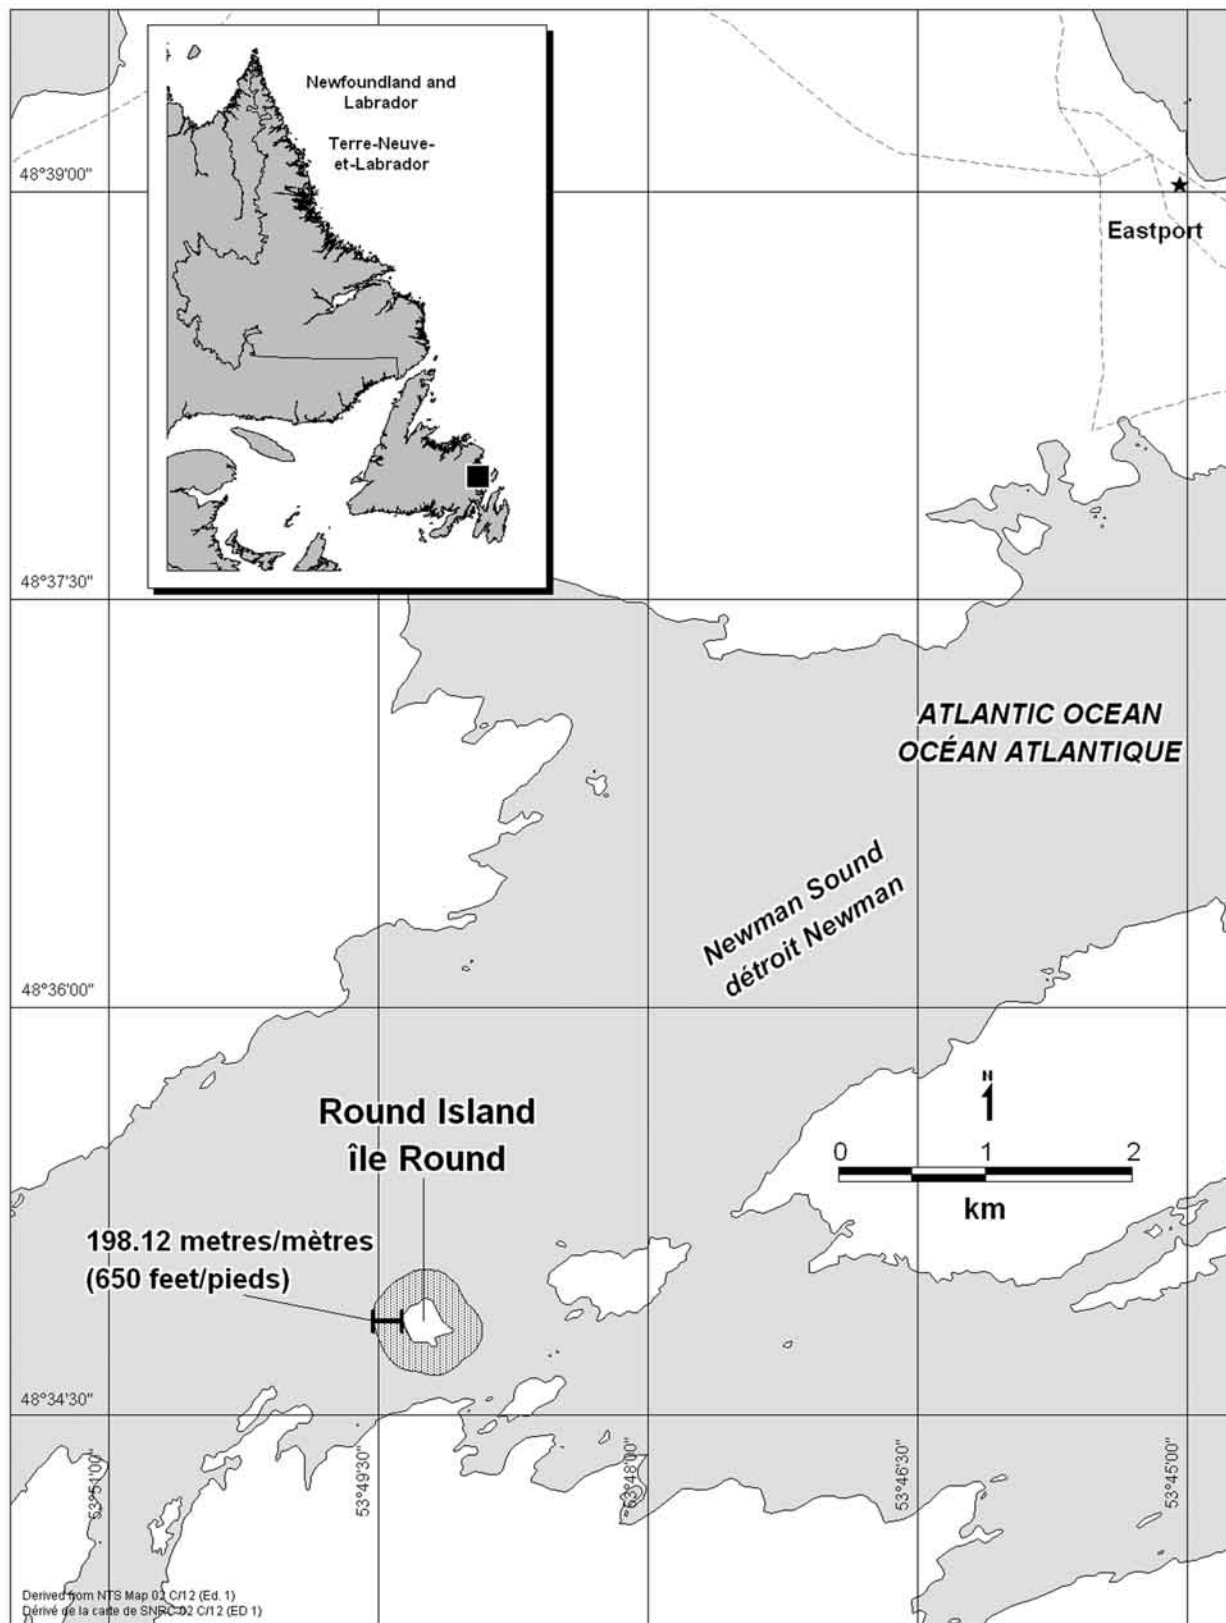 Newfoundland and
Labrador
Terre-Neuve-
et-Labrador
48°39'00"
Eastport
48°37'30"
ATLANTIC OCEAN
OCÉAN ATLANTIQUE
Newman Sound
détroit Newman
48°36'00"
N
Round Island
île Round
0 1 2
km
198.12 metres/mètres
(650 feet/pieds)
48°34'30"
53°51'00"
53°49'30"
53°48'00"
53°46'30"
53°45'00"
Derived from NTS Map 02 C/12 (Ed. 1)
Dérivé de la carte de SNRC 02 C/12 (ED 1)